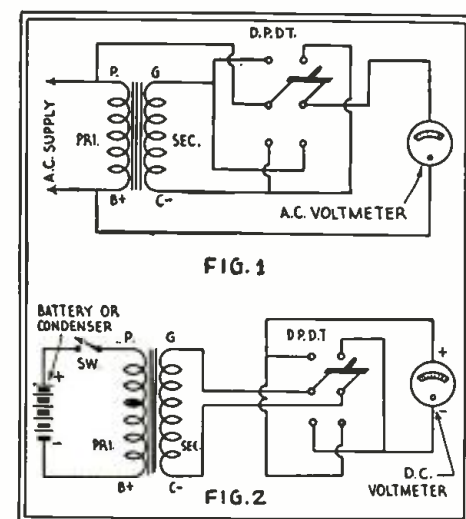 D.P.D.T.
P. G
A.C. SUPPLY
PRI. SEC.
B+ C-
A.C. VOLTMETER
FIG. 1
BATTERY OR
CONDENSER
SW.
P. G
D.P.D.T
+ +
- -
PRI. SEC.
B+ C-
D.C.
VOLTMETER
FIG. 2